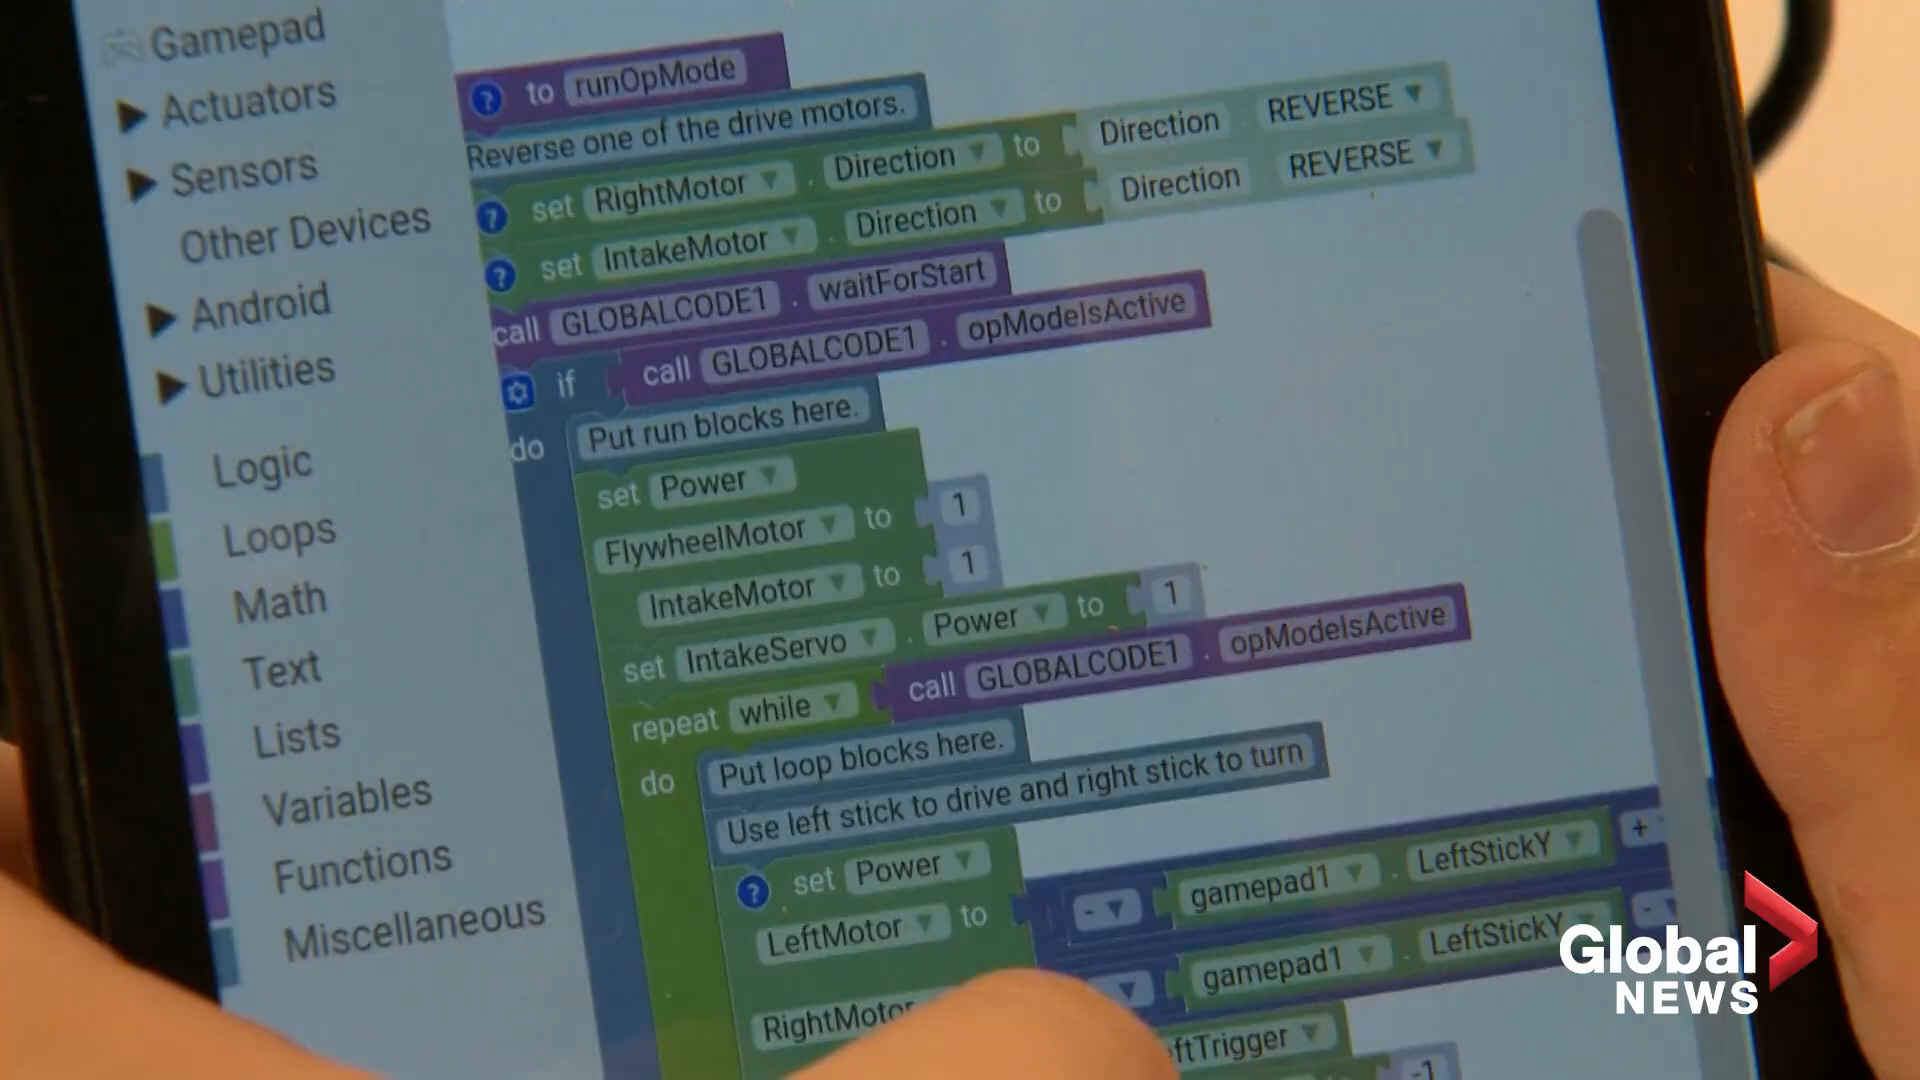 Gamepad
Actuators
Sensors
Other Devices
Android
Utilities
Logic
Loops
Math
Text
Lists
Variables
Functions
Miscellaneous
? to runOpMode
Reverse one of the drive motors.
? set RightMotor . Direction to Direction REVERSE
? set IntakeMotor . Direction to Direction REVERSE
call GLOBALCODE1 . waitForStart
if call GLOBALCODE1 . opModeIsActive
do Put run blocks here.
set Power
FlywheelMotor to 1
IntakeMotor to 1
set IntakeServo . Power to 1
repeat while call GLOBALCODE1 . opModeIsActive
do Put loop blocks here.
Use left stick to drive and right stick to turn
? set Power
LeftMotor to - gamepad1 . LeftStickY +
RightMotor gamepad1 . LeftStickY -
ftTrigger
-1
Global
NEWS